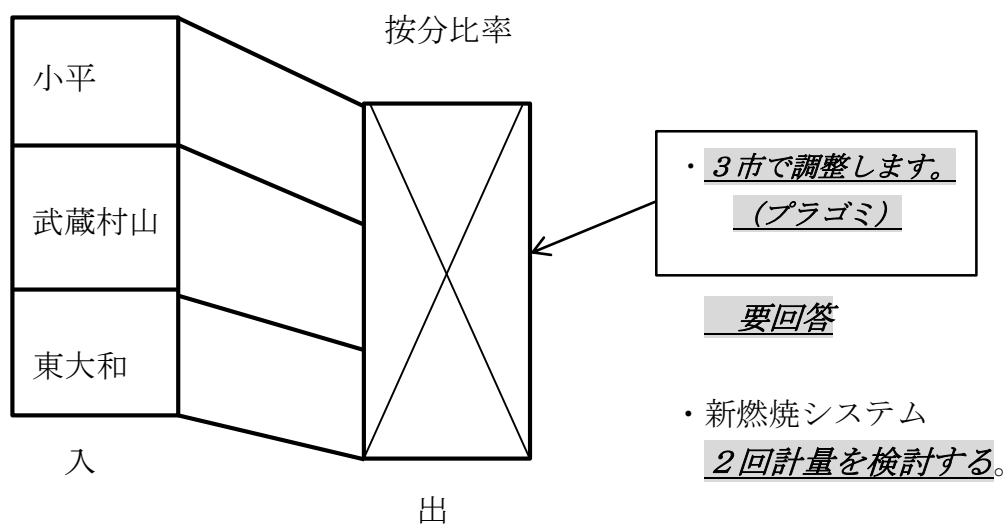 按分比率
小平
武蔵村山
東大和
入
出
・３市で調整します。
（プラゴミ）
要回答
・新燃焼システム
２回計量を検討する。